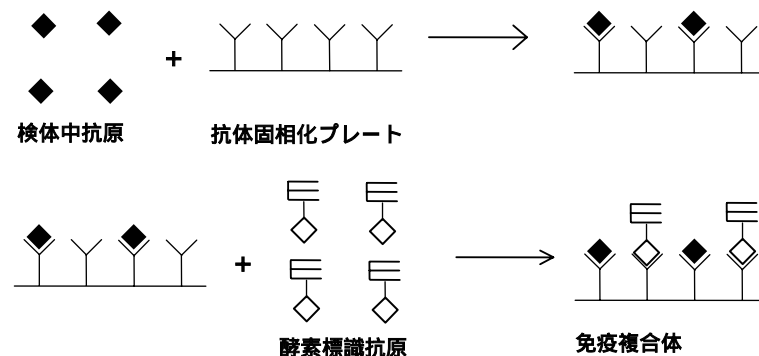 検体中抗原
抗体固相化プレート
酵素標識抗原
免疫複合体